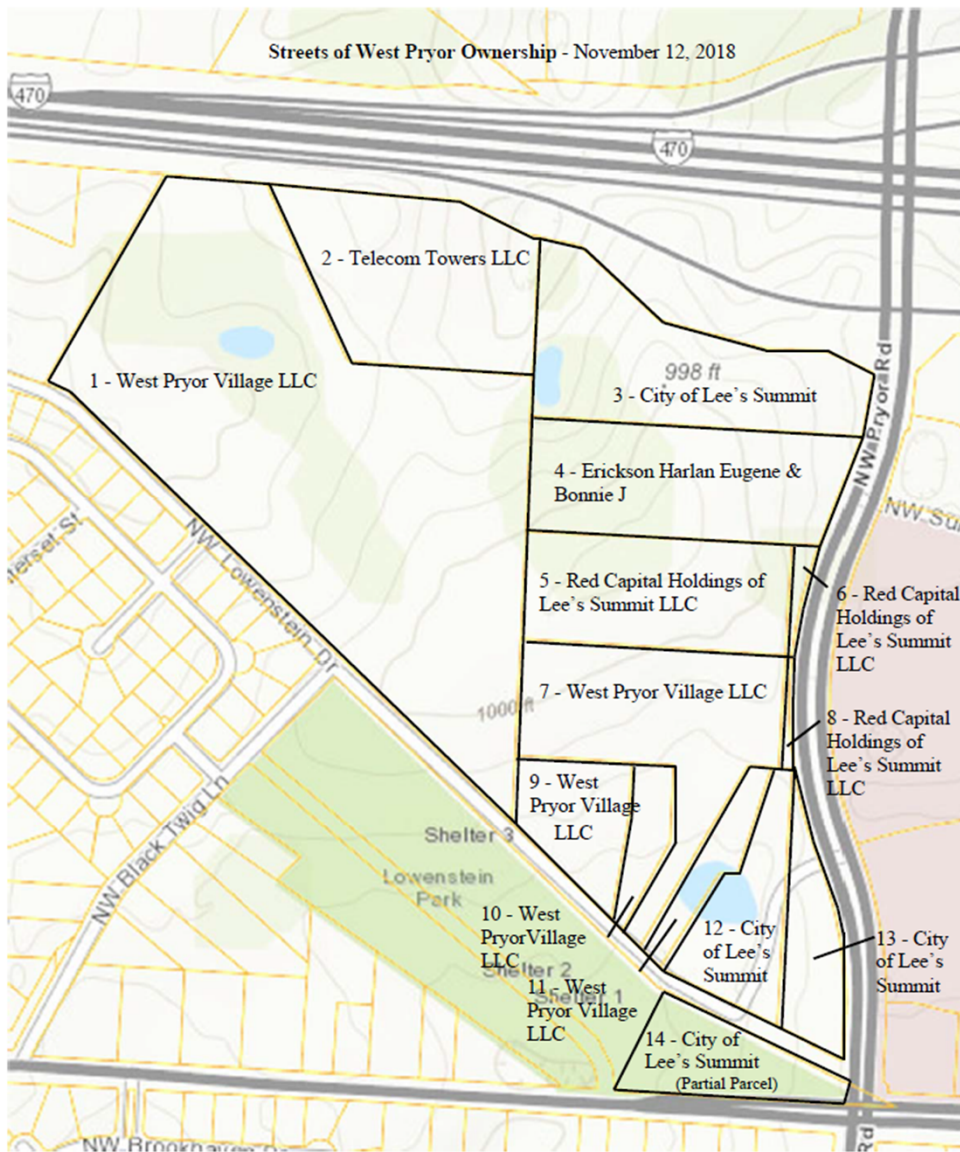 Streets of West Pryor Ownership - November 12, 2018
470
470
2 - Telecom Towers LLC
1 - West Pryor Village LLC
998 ft
3 - City of Lee's Summit
NW Pryor Rd
4 - Erickson Harlan Eugene &
Bonnie J
NW Lowenstein Dr
5 - Red Capital Holdings of
Lee's Summit LLC
6 - Red Capital
Holdings of
Lee's Summit
LLC
7 - West Pryor Village LLC
1000 ft
8 - Red Capital
Holdings of
Lee's Summit
LLC
9 - West
Pryor Village
LLC
NW Black Twig Ln
Shelter 3
Lowenstein
Park
10 - West
PryorVillage
LLC
Shelter 2
Shelter 1
11 - West
Pryor Village
LLC
12 - City
of Lee's
Summit
13 - City
of Lee's
Summit
14 - City of
Lee's Summit
(Partial Parcel)
Rd